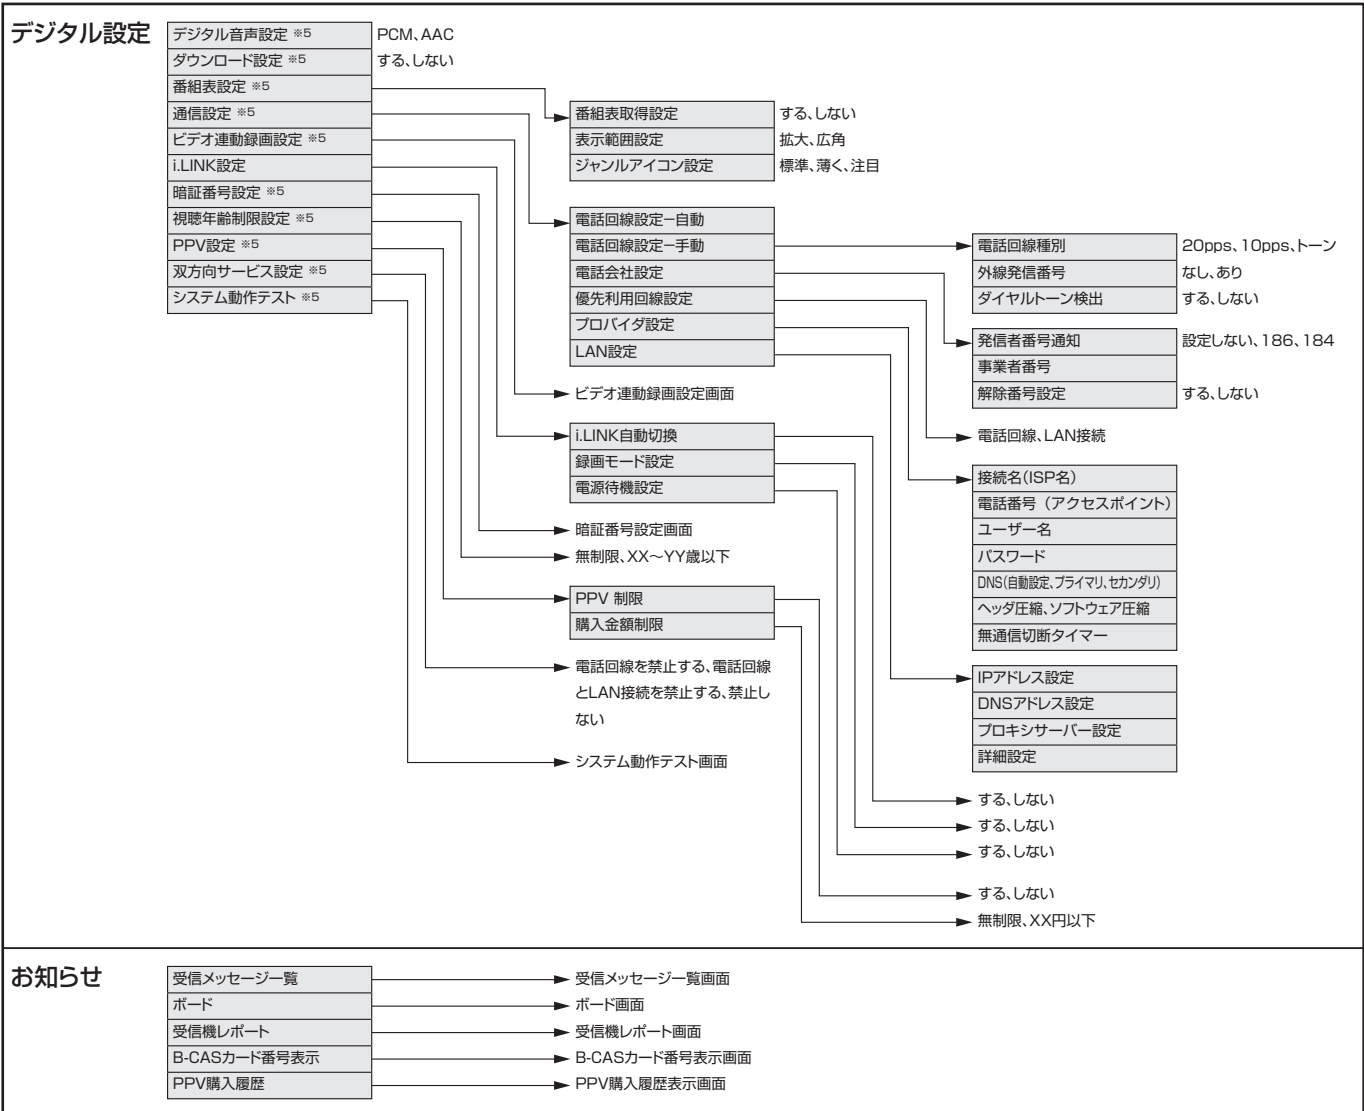 デジタル設定
デジタル音声設定 ※5
PCM、AAC
ダウンロード設定 ※5
する、しない
番組表設定 ※5
通信設定 ※5
ビデオ連動録画設定 ※5
i.LINK設定
暗証番号設定 ※5
視聴年齢制限設定 ※5
PPV設定 ※5
双方向サービス設定 ※5
システム動作テスト ※5
番組表取得設定
する、しない
表示範囲設定
拡大、広角
ジャンルアイコン設定
標準、薄く、注目
電話回線設定－自動
電話回線設定－手動
電話会社設定
優先利用回線設定
プロバイダ設定
LAN設定
ビデオ連動録画設定画面
i.LINK自動切換
録画モード設定
電源待機設定
暗証番号設定画面
無制限、XX～YY歳以下
PPV 制限
購入金額制限
電話回線を禁止する、電話回線
とLAN接続を禁止する、禁止し
ない
システム動作テスト画面
電話回線種別
20pps、10pps、トーン
外線発信番号
なし、あり
ダイヤルトーン検出
する、しない
発信者番号通知
設定しない、186、184
事業者番号
解除番号設定
する、しない
電話回線、LAN接続
接続名(ISP名)
電話番号（アクセスポイント）
ユーザー名
パスワード
DNS(自動設定、プライマリ、セカンダリ)
ヘッダ圧縮、ソフトウェア圧縮
無通信切断タイマー
IPアドレス設定
DNSアドレス設定
プロキシサーバー設定
詳細設定
する、しない
する、しない
する、しない
する、しない
無制限、XX円以下
お知らせ
受信メッセージ一覧
受信メッセージ一覧画面
ボード
ボード画面
受信機レポート
受信機レポート画面
B-CASカード番号表示
B-CASカード番号表示画面
PPV購入履歴
PPV購入履歴表示画面